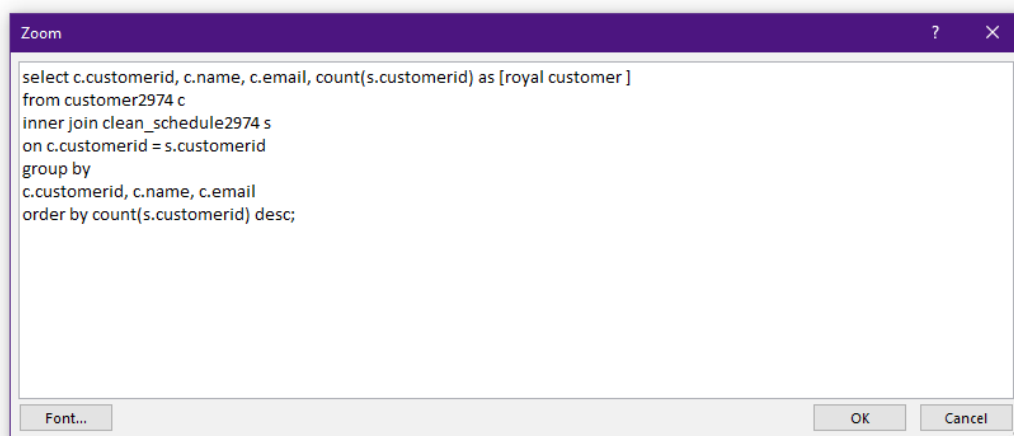 Zoom
?
select c.customerid, c.name, c.email, count(s.customerid) as [royal customer ]
from customer2974 c
inner join clean_schedule2974 s
on c.customerid = s.customerid
group by
c.customerid, c.name, c.email
order by count(s.customerid) desc;
Font...
OK
Cancel